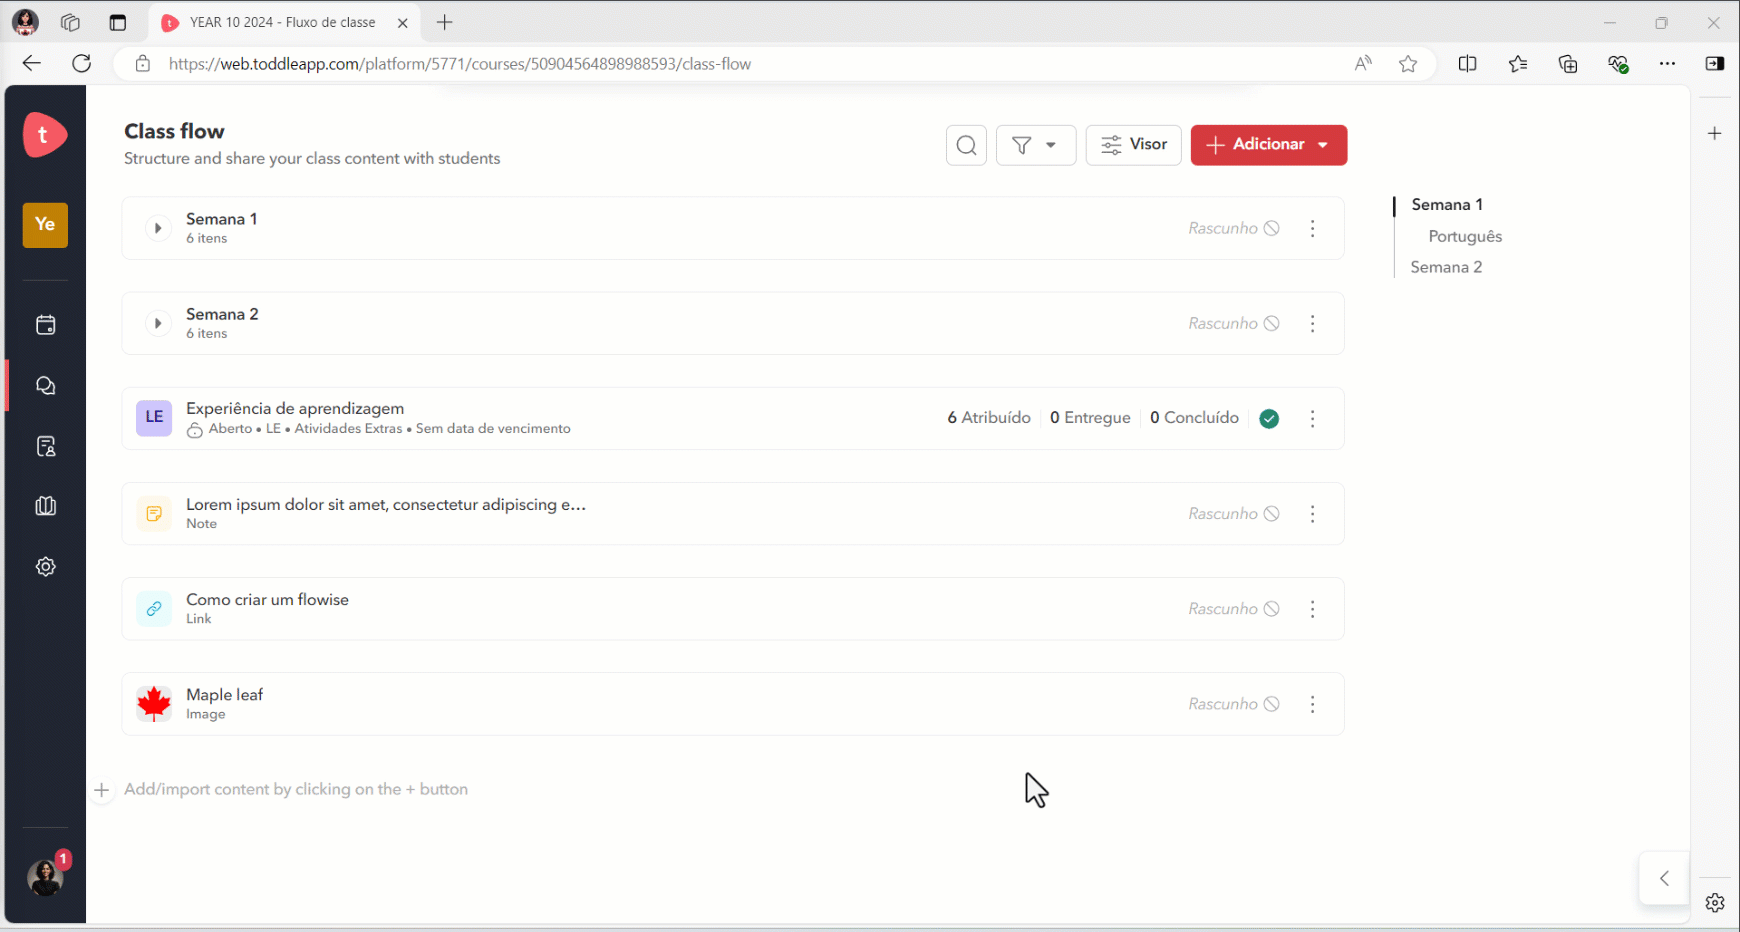 YEAR 10 2024 - Fluxo de classe
https://web.toddleapp.com/platform/5771/courses/50904564898988593/class-flow
t
Class flow
Structure and share your class content with students
Visor
Adicionar
Ye
Semana 1
6 itens
Rascunho
Semana 1
Português
Semana 2
Semana 2
6 itens
Rascunho
LE
Experiência de aprendizagem
Aberto • LE • Atividades Extras • Sem data de vencimento
6 Atribuído
0 Entregue
0 Concluído
Lorem ipsum dolor sit amet, consectetur adipiscing e...
Note
Rascunho
Como criar um flowise
Link
Rascunho
Maple leaf
Image
Rascunho
Add/import content by clicking on the + button
1